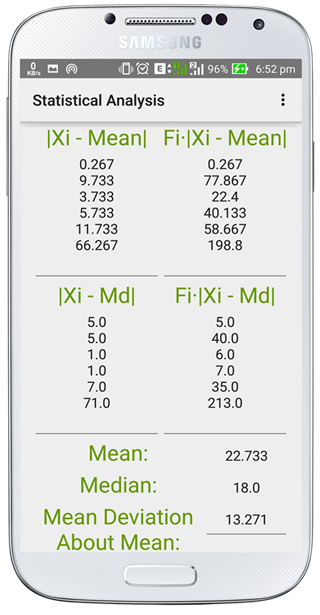 SAMSUNG
0 KB/s 2 96% 6:52 pm
Statistical Analysis
|Xi - Mean| Fi·|Xi - Mean|
0.267 0.267
9.733 77.867
3.733 22.4
5.733 40.133
11.733 58.667
66.267 198.8
|Xi - Md| Fi·|Xi - Md|
5.0 5.0
5.0 40.0
1.0 6.0
1.0 7.0
7.0 35.0
71.0 213.0
Mean: 22.733
Median: 18.0
Mean Deviation 13.271
About Mean: